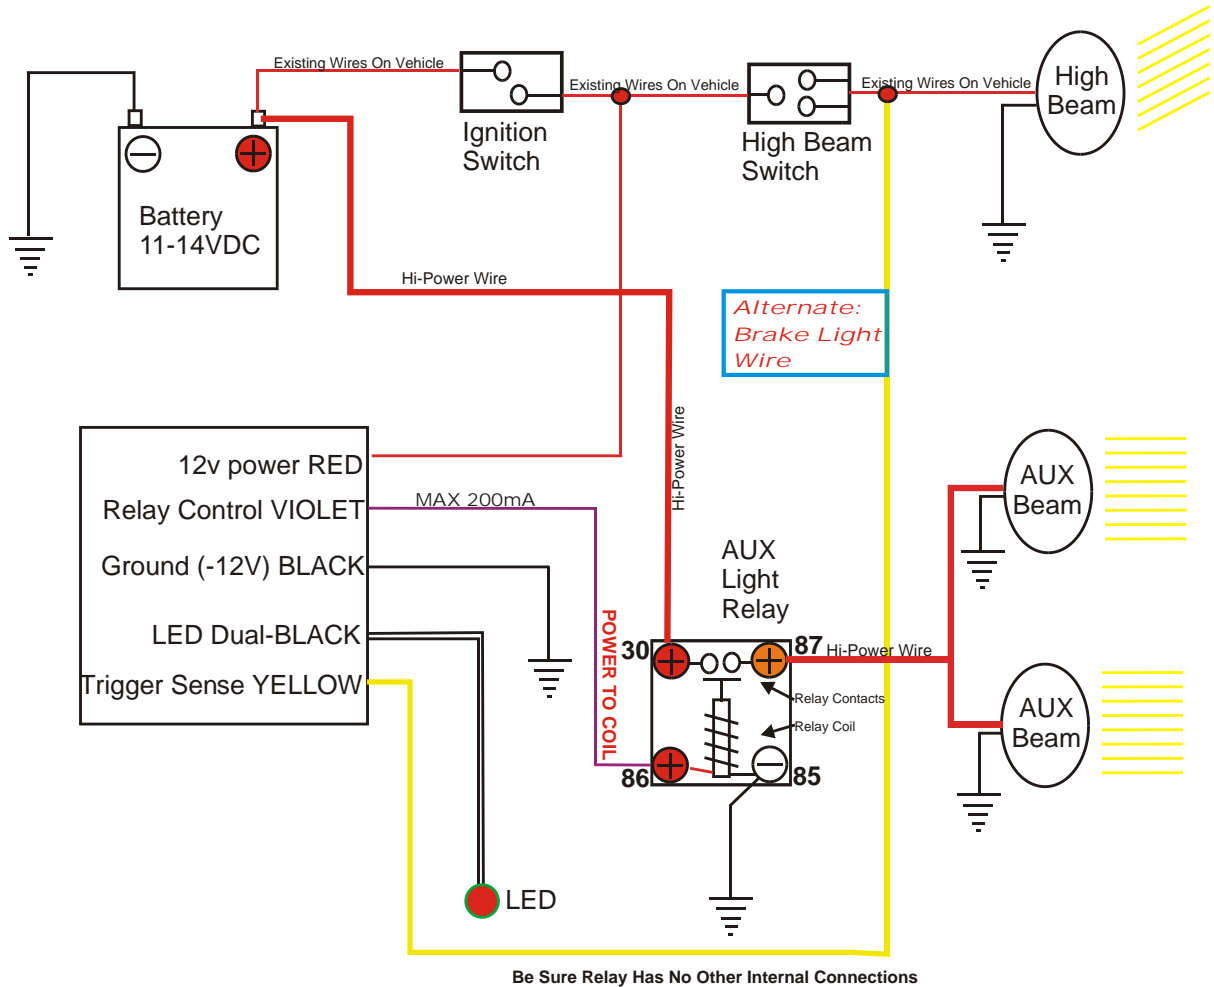 Existing Wires On Vehicle
Existing Wires On Vehicle
Existing Wires On Vehicle
High
Beam
Ignition
Switch
High Beam
Switch
Battery
11-14VDC
Hi-Power Wire
Alternate:
Brake Light
Wire
Hi-Power Wire
12v power RED
Relay Control VIOLET
MAX 200mA
Ground (-12V) BLACK
LED Dual-BLACK
Trigger Sense YELLOW
POWER TO COIL
AUX
Light
Relay
30
87
Hi-Power Wire
Relay Contacts
Relay Coil
86
85
AUX
Beam
AUX
Beam
LED
Be Sure Relay Has No Other Internal Connections